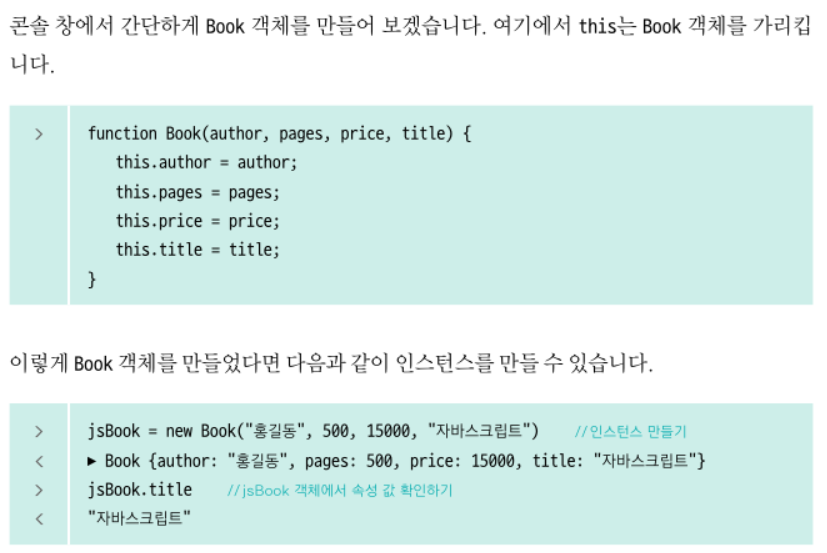 콘솔 창에서 간단하게 Book 객체를 만들어 보겠습니다. 여기에서 this는 Book 객체를 가리킵
니다.
> function Book(author, pages, price, title) {
this.author = author;
this.pages = pages;
this.price = price;
this.title = title;
}
이렇게 Book 객체를 만들었다면 다음과 같이 인스턴스를 만들 수 있습니다.
> jsBook = new Book("홍길동", 500, 15000, "자바스크립트") //인스턴스 만들기
< ▶ Book {author: "홍길동", pages: 500, price: 15000, title: "자바스크립트"}
> jsBook.title //jsBook 객체에서 속성 값 확인하기
< "자바스크립트"